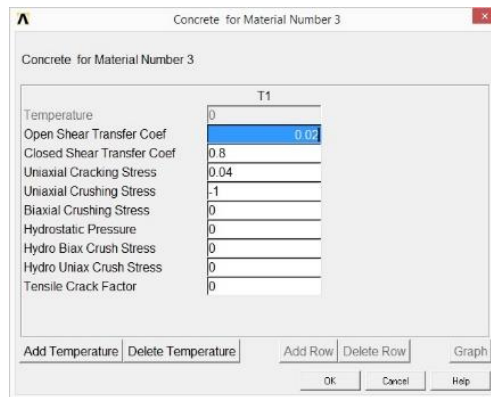 Concrete for Material Number 3
Concrete for Material Number 3
T1
Temperature 0
Open Shear Transfer Coef 0.02
Closed Shear Transfer Coef 0.8
Uniaxial Cracking Stress 0.04
Uniaxial Crushing Stress -1
Biaxial Crushing Stress 0
Hydrostatic Pressure 0
Hydro Biax Crush Stress 0
Hydro Uniax Crush Stress 0
Tensile Crack Factor 0
Add Temperature Delete Temperature Add Row Delete Row Graph
OK Cancel Help